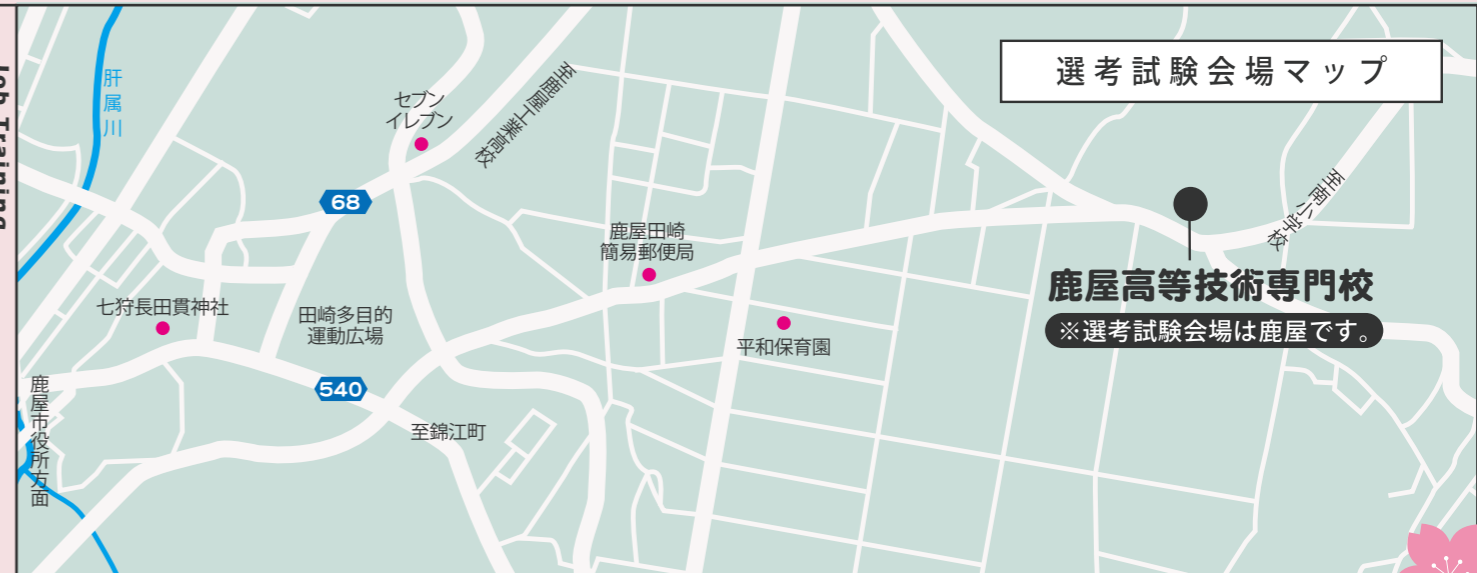 Job Training
選考試験会場マップ
肝属川
セブン
イレブン
至鹿屋工業高校
68
鹿屋田崎
簡易郵便局
至南小学校
鹿屋高等技術専門校
※選考試験会場は鹿屋です。
七狩長田貫神社
田崎多目的
運動広場
平和保育園
540
鹿屋市役所方面
至錦江町